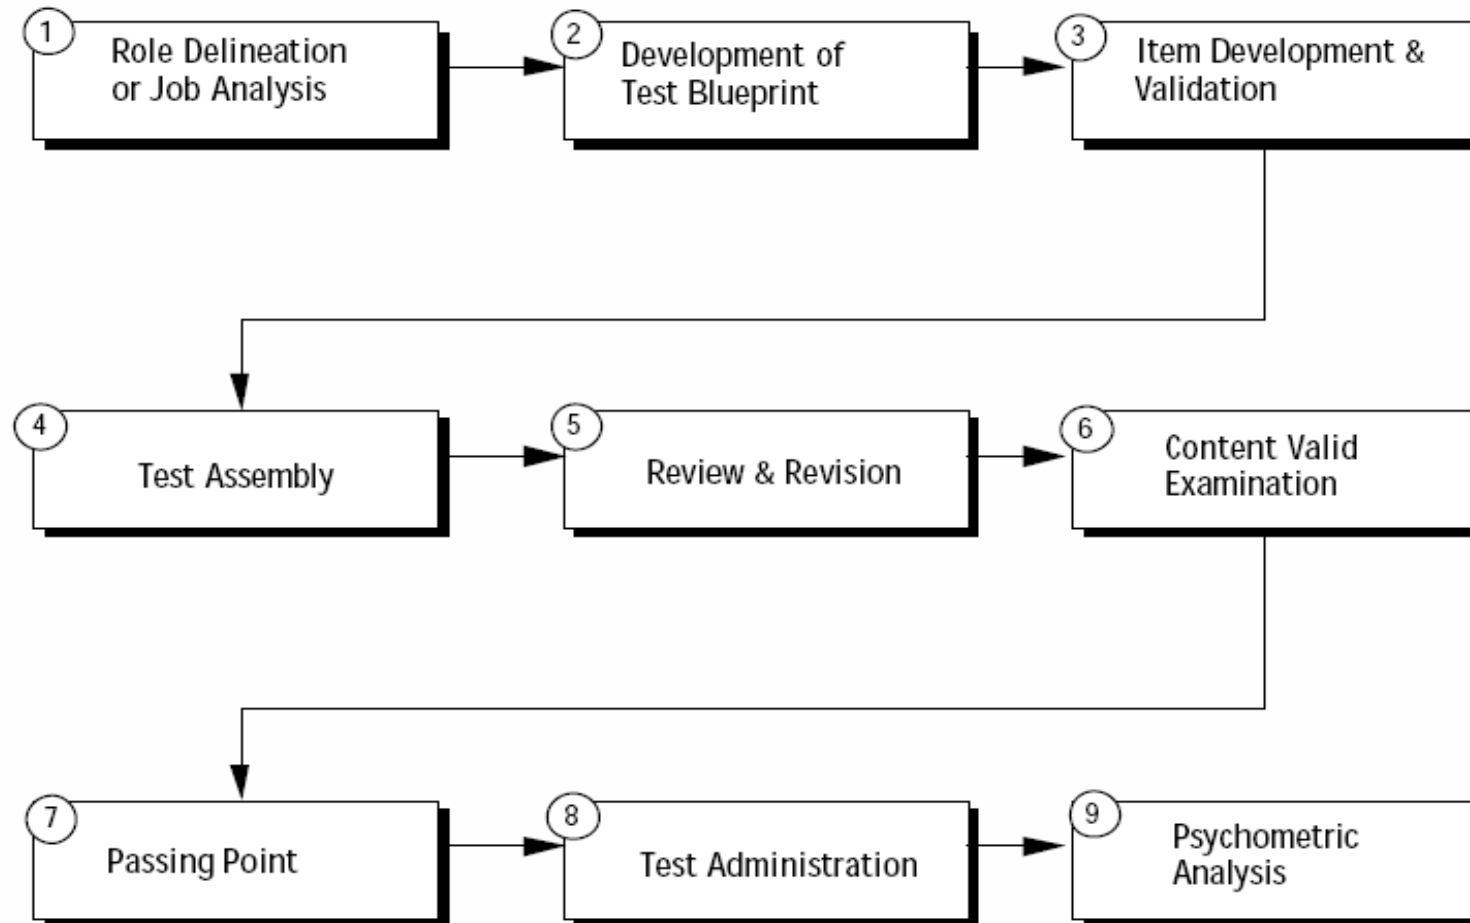 1
Role Delineation
or Job Analysis
2
Development of
Test Blueprint
3
Item Development &
Validation
4
Test Assembly
5
Review & Revision
6
Content Valid
Examination
7
Passing Point
8
Test Administration
9
Psychometric
Analysis